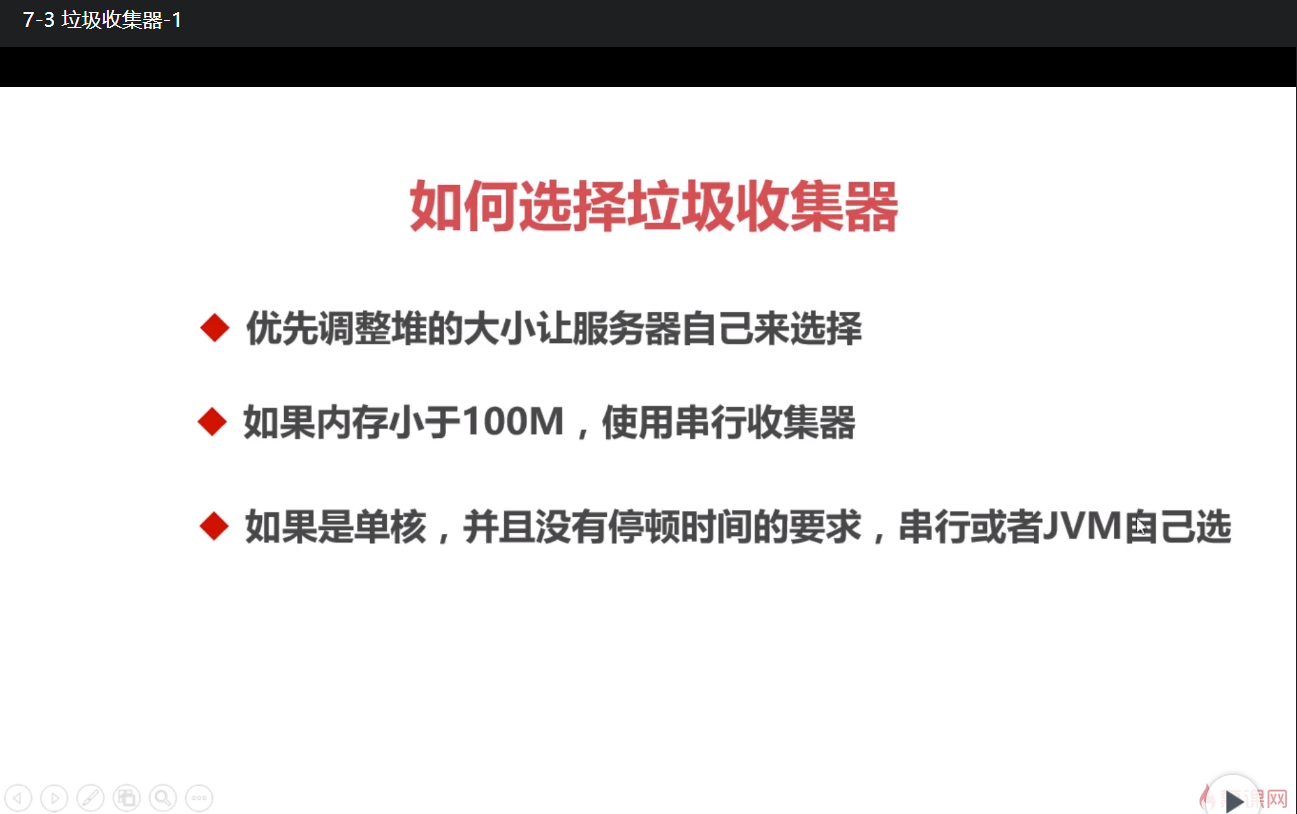 7-3 垃圾收集器-1
如何选择垃圾收集器
优先调整堆的大小让服务器自己来选择
如果内存小于100M，使用串行收集器
如果是单核，并且没有停顿时间的要求，串行或者JVM自己选
课网